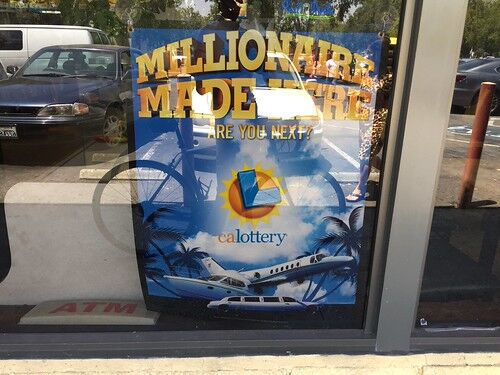 MILLIONAIRE
MADE HERE
ARE YOU NEXT?
calottery
ATM